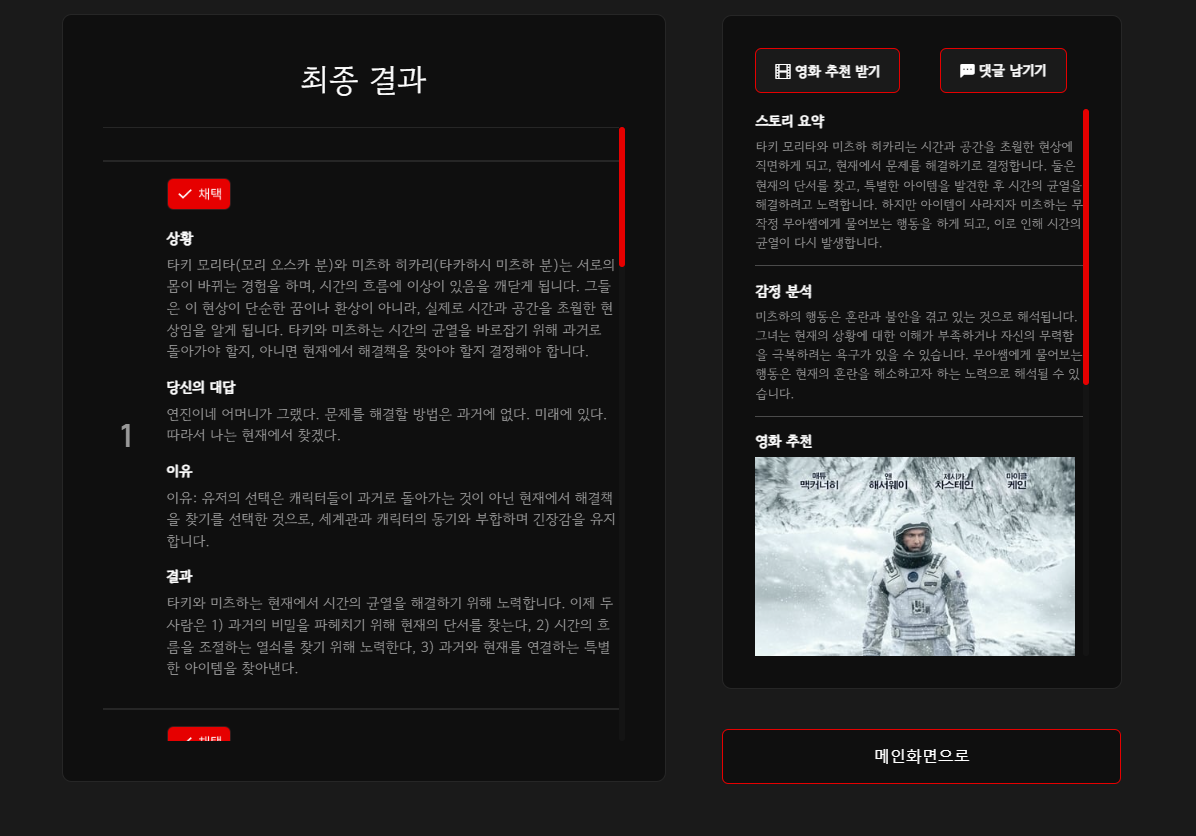 최종 결과
채택
상황
타키 모리타(모리 오스카 분)와 미츠하 히카리(타카하시 미츠하 분)는 서로의
몸이 바뀌는 경험을 하며, 시간의 흐름에 이상이 있음을 깨닫게 됩니다. 그들
은 이 현상이 단순한 꿈이나 환상이 아니라, 실제로 시간과 공간을 초월한 현
상임을 알게 됩니다. 타키와 미츠하는 시간의 균열을 바로잡기 위해 과거로
돌아가야 할지, 아니면 현재에서 해결책을 찾아야 할지 결정해야 합니다.
당신의 대답
연진이네 어머니가 그랬다. 문제를 해결할 방법은 과거에 없다. 미래에 있다.
따라서 나는 현재에서 찾겠다.
1
이유
이유: 유저의 선택은 캐릭터들이 과거로 돌아가는 것이 아닌 현재에서 해결책
을 찾기를 선택한 것으로, 세계관과 캐릭터의 동기와 부합하며 긴장감을 유지
합니다.
결과
타키와 미츠하는 현재에서 시간의 균열을 해결하기 위해 노력합니다. 이제 두
사람은 1) 과거의 비밀을 파헤치기 위해 현재의 단서를 찾는다, 2) 시간의 흐
름을 조절하는 열쇠를 찾기 위해 노력한다, 3) 과거와 현재를 연결하는 특별
한 아이템을 찾아낸다.
채택
영화 추천 받기
댓글 남기기
스토리 요약
타키 모리타와 미츠하 히카리는 시간과 공간을 초월한 현상에
직면하게 되고, 현재에서 문제를 해결하기로 결정합니다. 둘은
현재의 단서를 찾고, 특별한 아이템을 발견한 후 시간의 균열을
해결하려고 노력합니다. 하지만 아이템이 사라지자 미츠하는 무
작정 무아쌤에게 물어보는 행동을 하게 되고, 이로 인해 시간의
균열이 다시 발생합니다.
감정 분석
미츠하의 행동은 혼란과 불안을 겪고 있는 것으로 해석됩니다.
그녀는 현재의 상황에 대한 이해가 부족하거나 자신의 무력함
을 극복하려는 욕구가 있을 수 있습니다. 무아쌤에게 물어보는
행동은 현재의 혼란을 해소하고자 하는 노력으로 해석될 수 있
습니다.
영화 추천
매튜 맥커너히
앤 해서웨이
제시카 차스테인
마이클 케인
메인화면으로